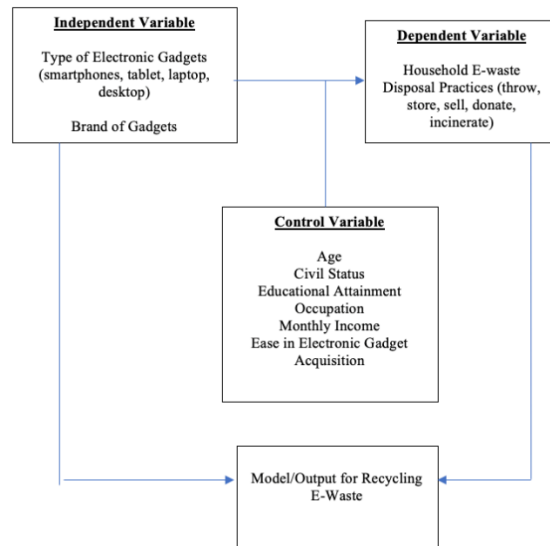 Independent Variable
Type of Electronic Gadgets
(smartphones, tablet, laptop,
desktop)
Brand of Gadgets
Dependent Variable
Household E-waste
Disposal Practices (throw,
store, sell, donate,
incinerate)
Control Variable
Age
Civil Status
Educational Attainment
Occupation
Monthly Income
Ease in Electronic Gadget
Acquisition
Model/Output for Recycling
E-Waste